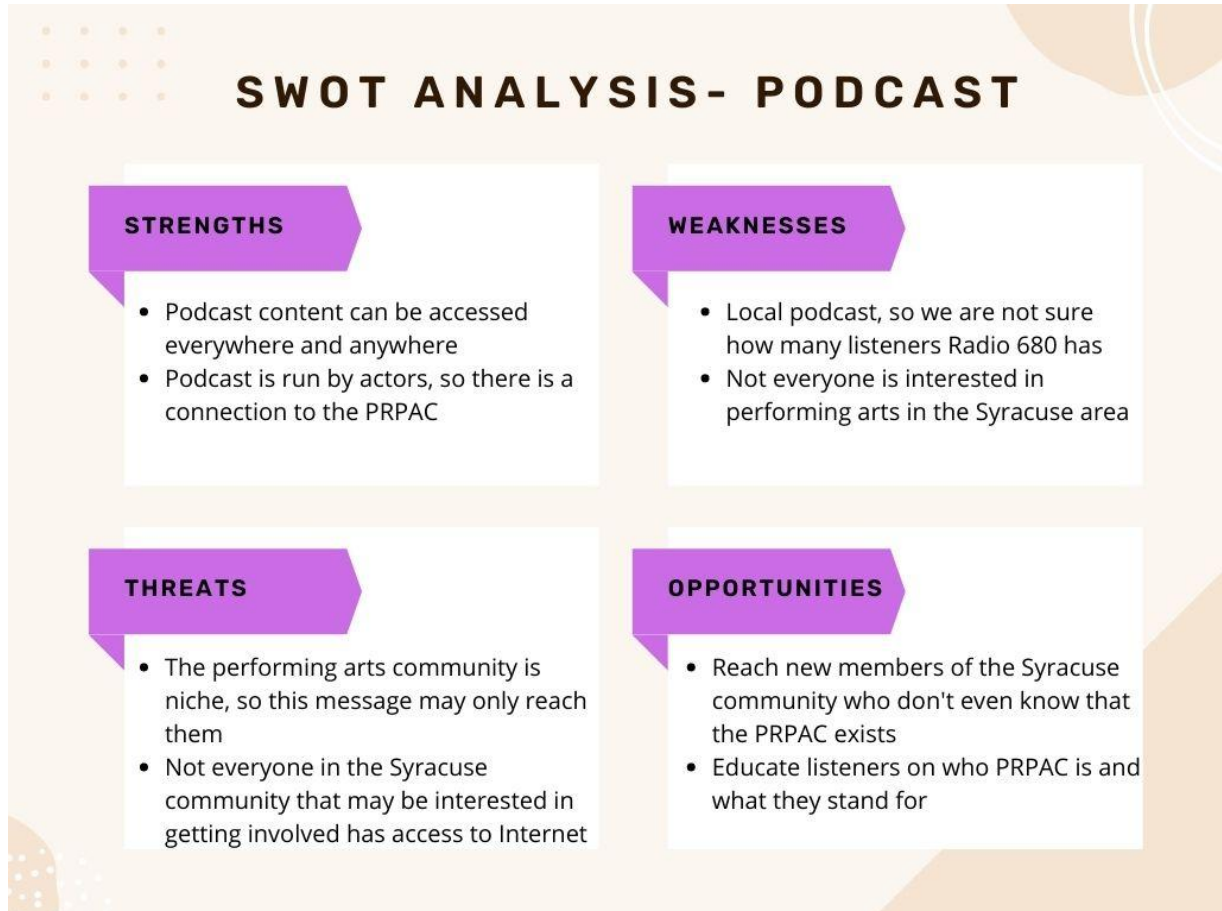 SWOT ANALYSIS- PODCAST
STRENGTHS
• Podcast content can be accessed
everywhere and anywhere
• Podcast is run by actors, so there is a
connection to the PRPAC
WEAKNESSES
• Local podcast, so we are not sure
how many listeners Radio 680 has
• Not everyone is interested in
performing arts in the Syracuse area
THREATS
• The performing arts community is
niche, so this message may only reach
them
• Not everyone in the Syracuse
community that may be interested in
getting involved has access to Internet
OPPORTUNITIES
• Reach new members of the Syracuse
community who don't even know that
the PRPAC exists
• Educate listeners on who PRPAC is and
what they stand for